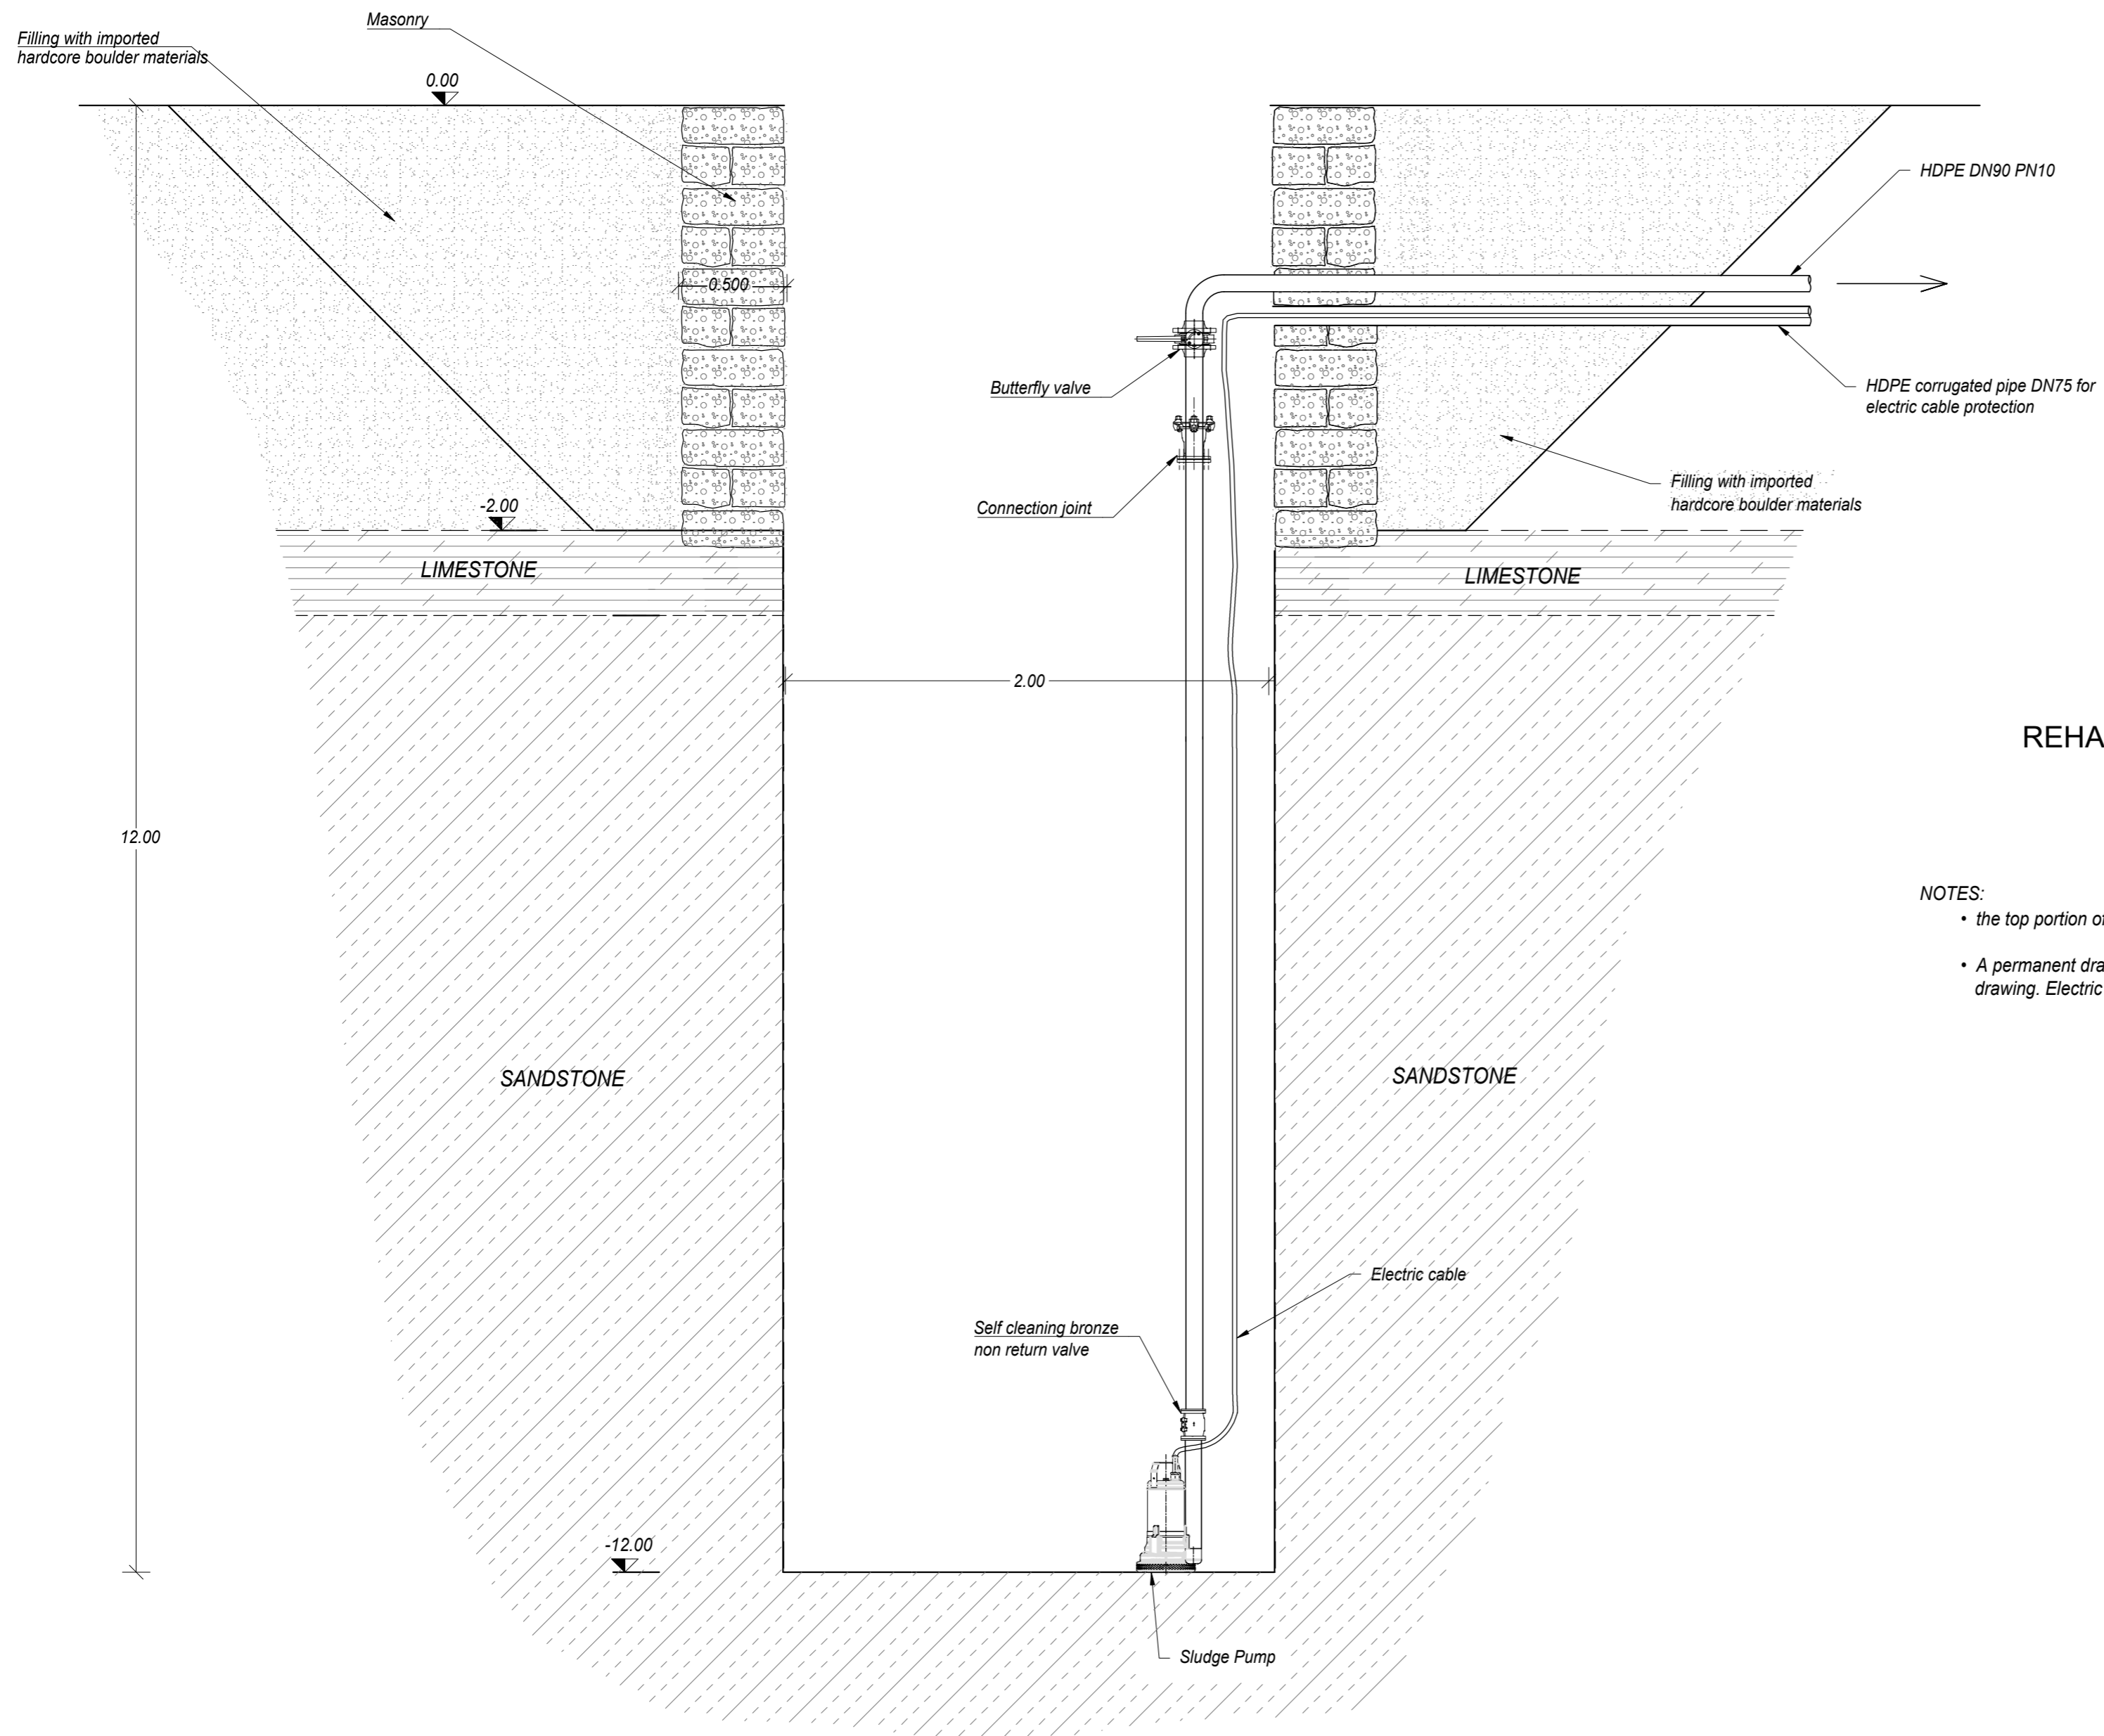 Masonry
Filling with imported
hardcore boulder materials
0.00
HDPE DN90 PN10
0.500
Butterfly valve
HDPE corrugated pipe DN75 for
electric cable protection
Filling with imported
hardcore boulder materials
-2.00
Connection joint
LIMESTONE
LIMESTONE
2.00
REHA
12.00
NOTES:
• the top portion of
• A permanent dra
drawing. Electric
SANDSTONE
SANDSTONE
Electric cable
Self cleaning bronze
non return valve
-12.00
Sludge Pump